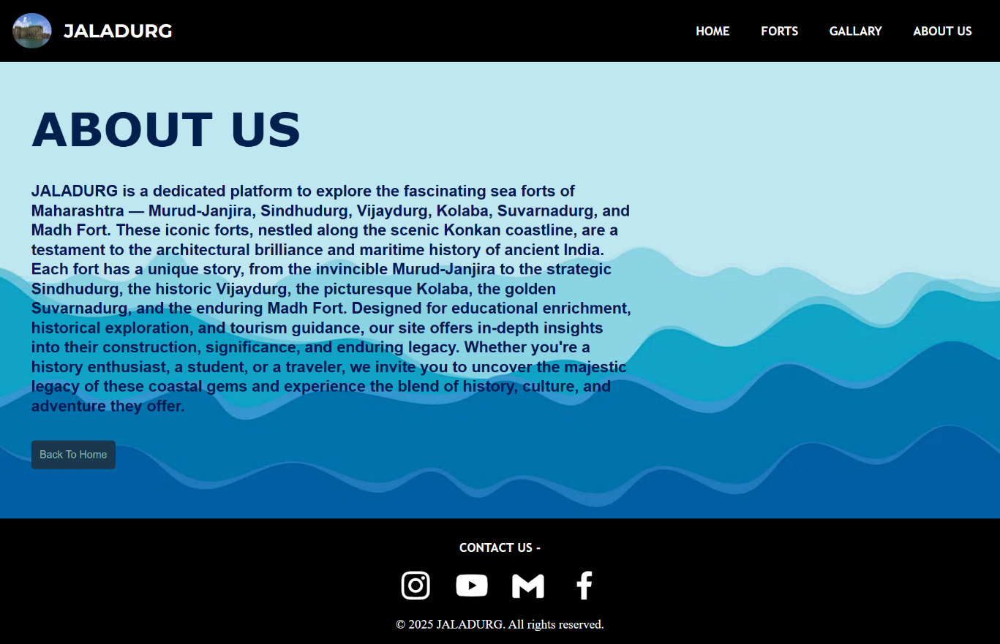 JALADURG
HOME
FORTS
GALLARY
ABOUT US
ABOUT US
JALADURG is a dedicated platform to explore the fascinating sea forts of
Maharashtra — Murud-Janjira, Sindhudurg, Vijaydurg, Kolaba, Suvarnadurg, and
Madh Fort. These iconic forts, nestled along the scenic Konkan coastline, are a
testament to the architectural brilliance and maritime history of ancient India.
Each fort has a unique story, from the invincible Murud-Janjira to the strategic
Sindhudurg, the historic Vijaydurg, the picturesque Kolaba, the golden
Suvarnadurg, and the enduring Madh Fort. Designed for educational enrichment,
historical exploration, and tourism guidance, our site offers in-depth insights
into their construction, significance, and enduring legacy. Whether you're a
history enthusiast, a student, or a traveler, we invite you to uncover the majestic
legacy of these coastal gems and experience the blend of history, culture, and
adventure they offer.
Back To Home
CONTACT US -
© 2025 JALADURG. All rights reserved.